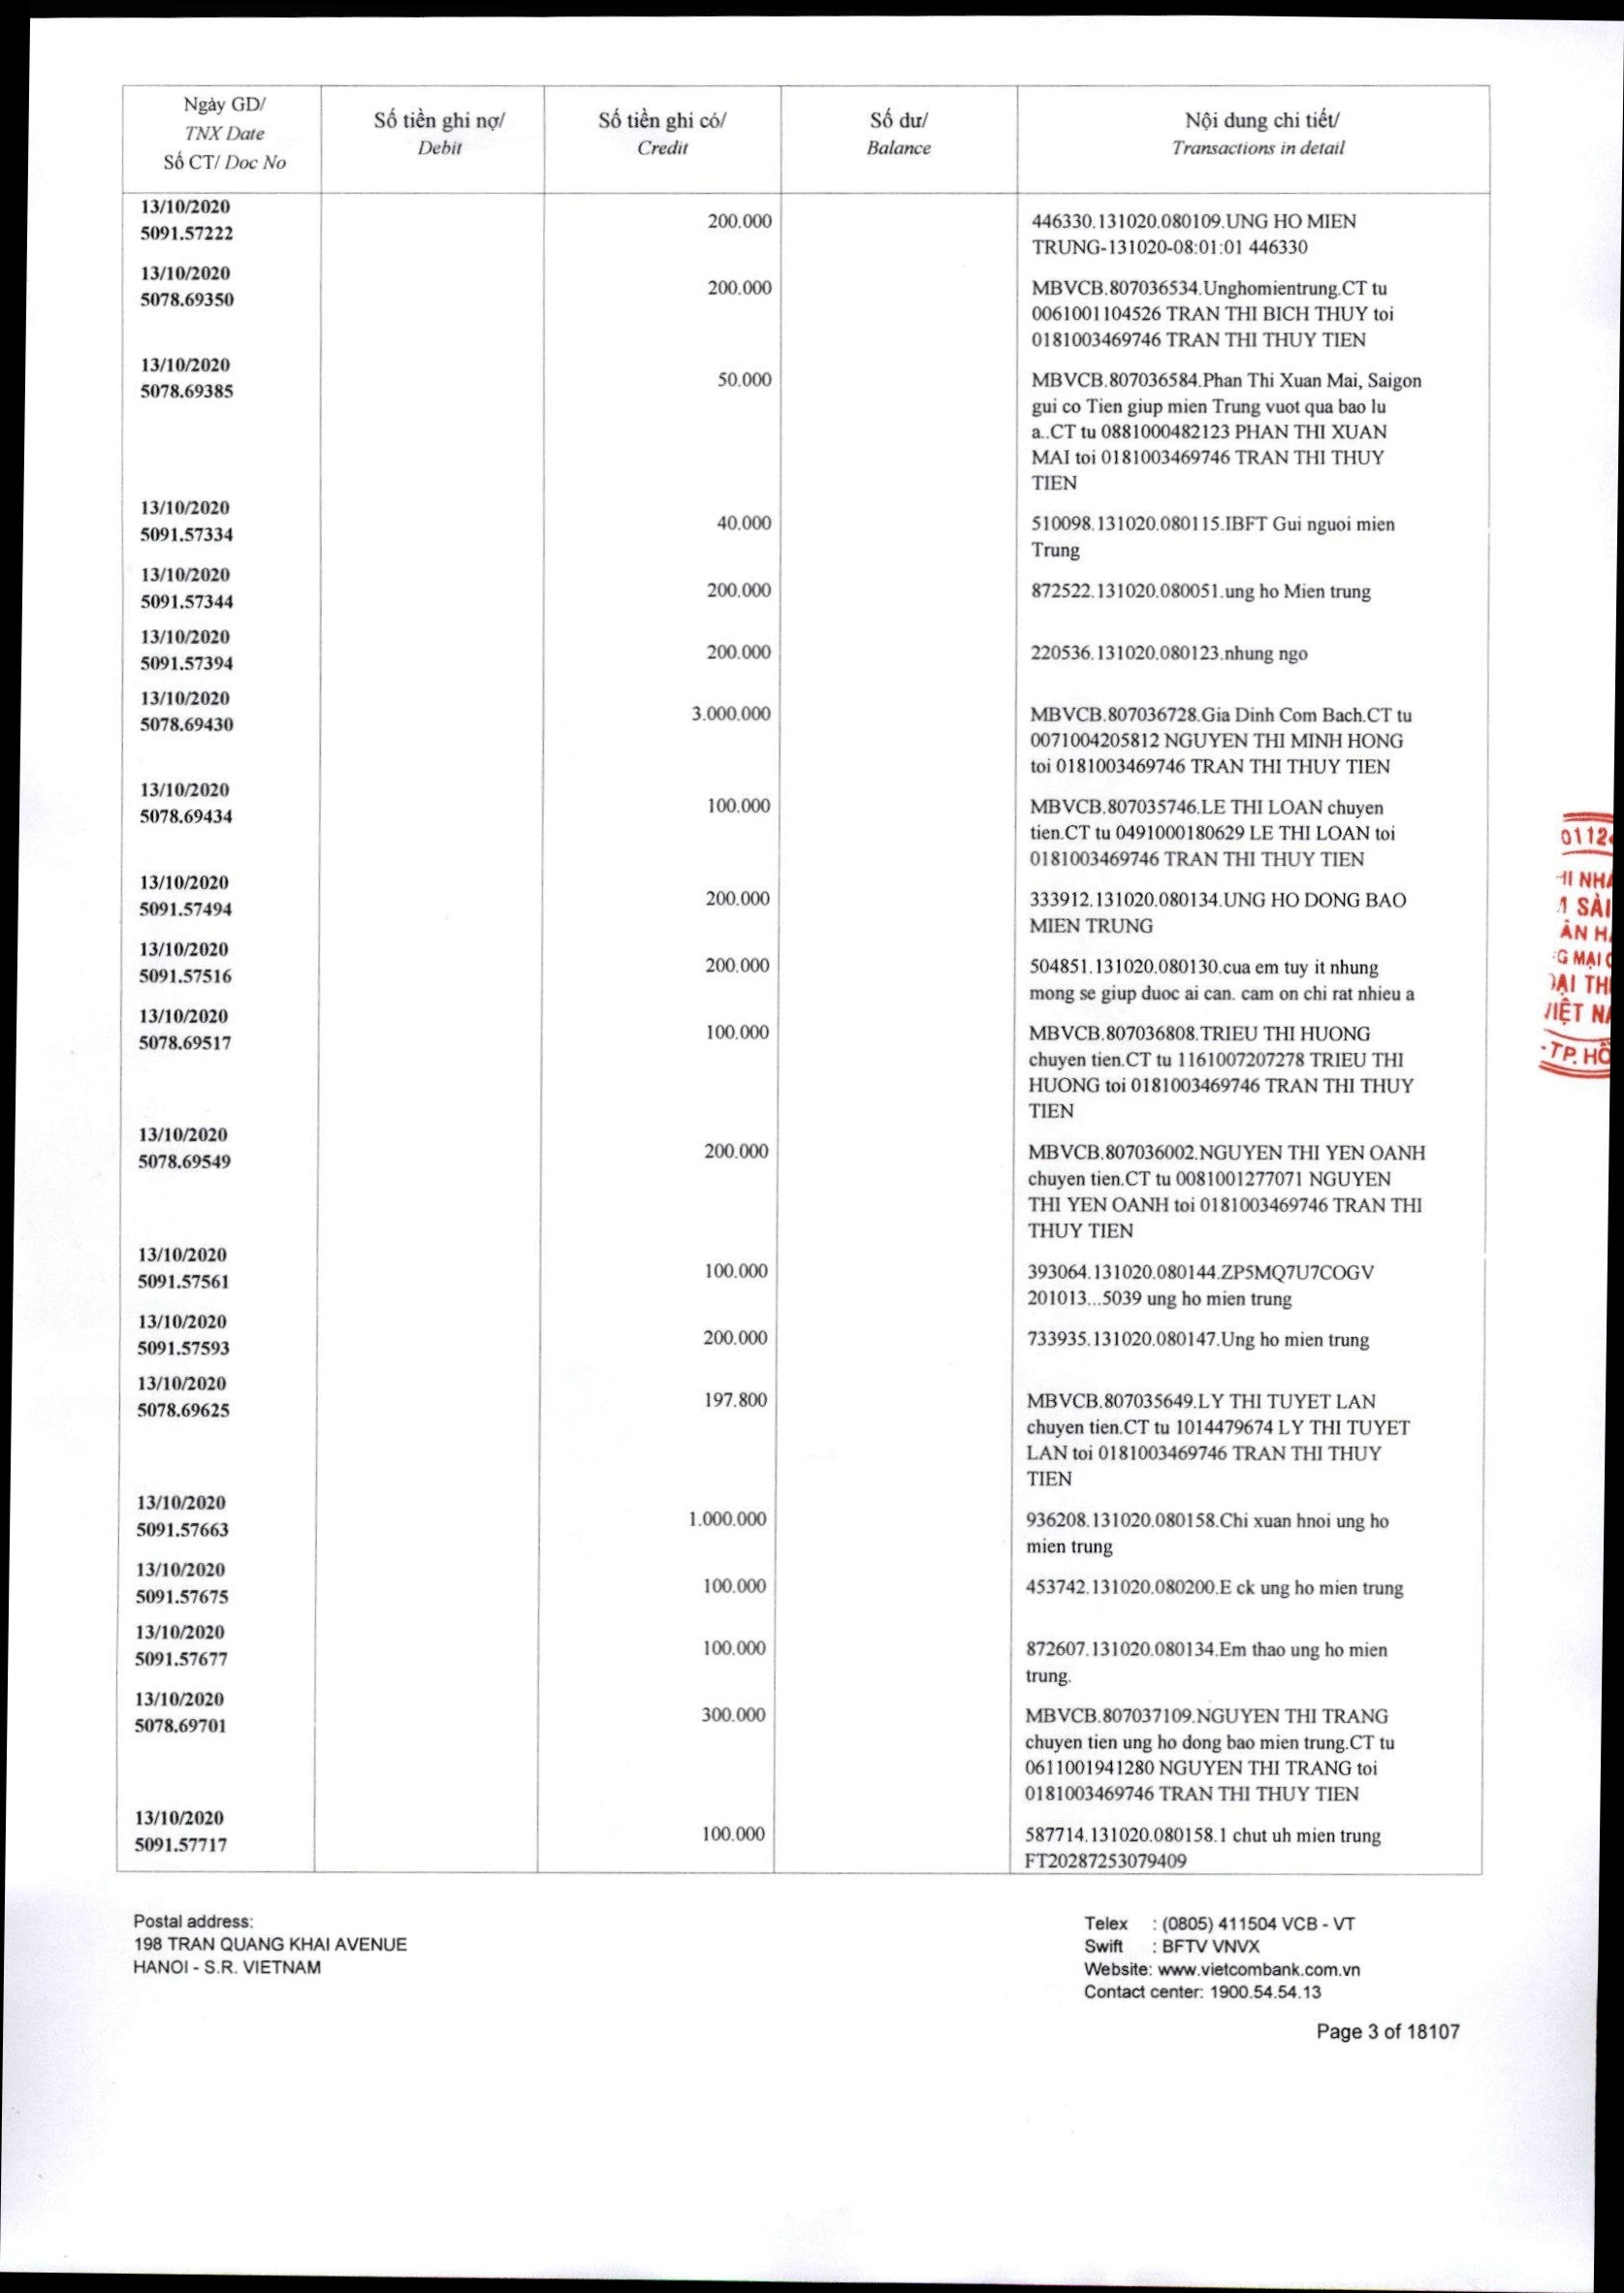 Ngày GD/
TNX Date
Số CT/ Doc No
Số tiền ghi nợ/
Debit
Số tiền ghi có/
Credit
Số dư/
Balance
Nội dung chi tiết/
Transactions in detail
13/10/2020
5091.57222
200.000
446330.131020.080109.UNG HO MIEN
TRUNG-131020-08:01:01 446330
13/10/2020
5078.69350
200.000
MBVCB.807036534.Unghomientrung.CT tu
0061001104526 TRAN THI BICH THUY toi
0181003469746 TRAN THI THUY TIEN
13/10/2020
5078.69385
50.000
MBVCB.807036584.Phan Thi Xuan Mai, Saigon
gui co Tien giup mien Trung vuot qua bao lu
a..CT tu 0881000482123 PHAN THI XUAN
MAI toi 0181003469746 TRAN THI THUY
TIEN
13/10/2020
5091.57334
40.000
510098.131020.080115.IBFT Gui nguoi mien
Trung
13/10/2020
5091.57344
200.000
872522.131020.080051.ung ho Mien trung
13/10/2020
5091.57394
200.000
220536.131020.080123.nhung ngo
13/10/2020
5078.69430
3.000.000
MBVCB.807036728.Gia Dinh Com Bach.CT tu
0071004205812 NGUYEN THI MINH HONG
toi 0181003469746 TRAN THI THUY TIEN
13/10/2020
5078.69434
100.000
MBVCB.807035746.LE THI LOAN chuyen
tien.CT tu 0491000180629 LE THI LOAN toi
0181003469746 TRAN THI THUY TIEN
13/10/2020
5091.57494
200.000
333912.131020.080134.UNG HO DONG BAO
MIEN TRUNG
13/10/2020
5091.57516
200.000
504851.131020.080130.cua em tuy it nhung
mong se giup duoc ai can. cam on chi rat nhieu a
13/10/2020
5078.69517
100.000
MBVCB.807036808.TRIEU THI HUONG
chuyen tien.CT tu 1161007207278 TRIEU THI
HUONG toi 0181003469746 TRAN THI THUY
TIEN
13/10/2020
5078.69549
200.000
MBVCB.807036002.NGUYEN THI YEN OANH
chuyen tien.CT tu 0081001277071 NGUYEN
THI YEN OANH toi 0181003469746 TRAN THI
THUY TIEN
13/10/2020
5091.57561
100.000
393064.131020.080144.ZP5MQ7U7COGV
201013...5039 ung ho mien trung
13/10/2020
5091.57593
200.000
733935.131020.080147.Ung ho mien trung
13/10/2020
5078.69625
197.800
MBVCB.807035649.LY THI TUYET LAN
chuyen tien.CT tu 1014479674 LY THI TUYET
LAN toi 0181003469746 TRAN THI THUY
TIEN
13/10/2020
5091.57663
1.000.000
936208.131020.080158.Chi xuan hnoi ung ho
mien trung
13/10/2020
5091.57675
100.000
453742.131020.080200.E ck ung ho mien trung
13/10/2020
5091.57677
100.000
872607.131020.080134.Em thao ung ho mien
trung.
13/10/2020
5078.69701
300.000
MBVCB.807037109.NGUYEN THI TRANG
chuyen tien ung ho dong bao mien trung.CT tu
0611001941280 NGUYEN THI TRANG toi
0181003469746 TRAN THI THUY TIEN
13/10/2020
5091.57717
100.000
587714.131020.080158.1 chut uh mien trung
FT20287253079409
0112
NH
SÀI
ÂN H
G MẠI
ẠI TH
VIỆT N
-TP. HỒ
Postal address:
198 TRAN QUANG KHAI AVENUE
HANOI - S.R. VIETNAM
Telex : (0805) 411504 VCB - VT
Swift : BFTV VNVX
Website: www.vietcombank.com.vn
Contact center: 1900.54.54.13
Page 3 of 18107